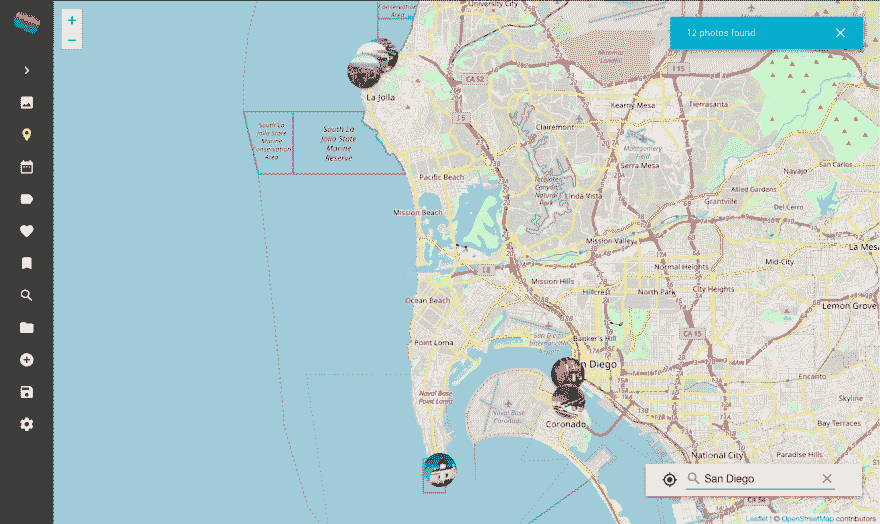 Conservation
Area
University City
12 photos found
Miramar
Landfill
I 15
CA 52
La Jolla
I 5
Kearny Mesa
Tierrasanta
South La
Jolla State
Marine
Conservation
Area
South La
Jolla State
Marine
Reserve
Clairemont
Montgomery
Field
Serra Mesa
San Carlos
Tecolote
Canyon
Natural
Park
Pacific Beach
Navajo
Allied Gardens
Linda Vista
Grantville
Del Cerro
Mission Beach
Mission Valley
La Mesa
I 8
Normal Heights
Mid-City
Mission Hills
Hillcrest
North Park
City Heights
Ocean Beach
Lemon Grove
CA 15
Point Loma
San Diego
International
Airport
Banker's Hill
San Diego
Encanto
Naval Base
Point Loma
Naval Base
Coronado
Skyline
Coronado
Bay Terraces
National City
Paradise Hills
San Diego
CA 54
Leaflet | © OpenStreetMap contributors